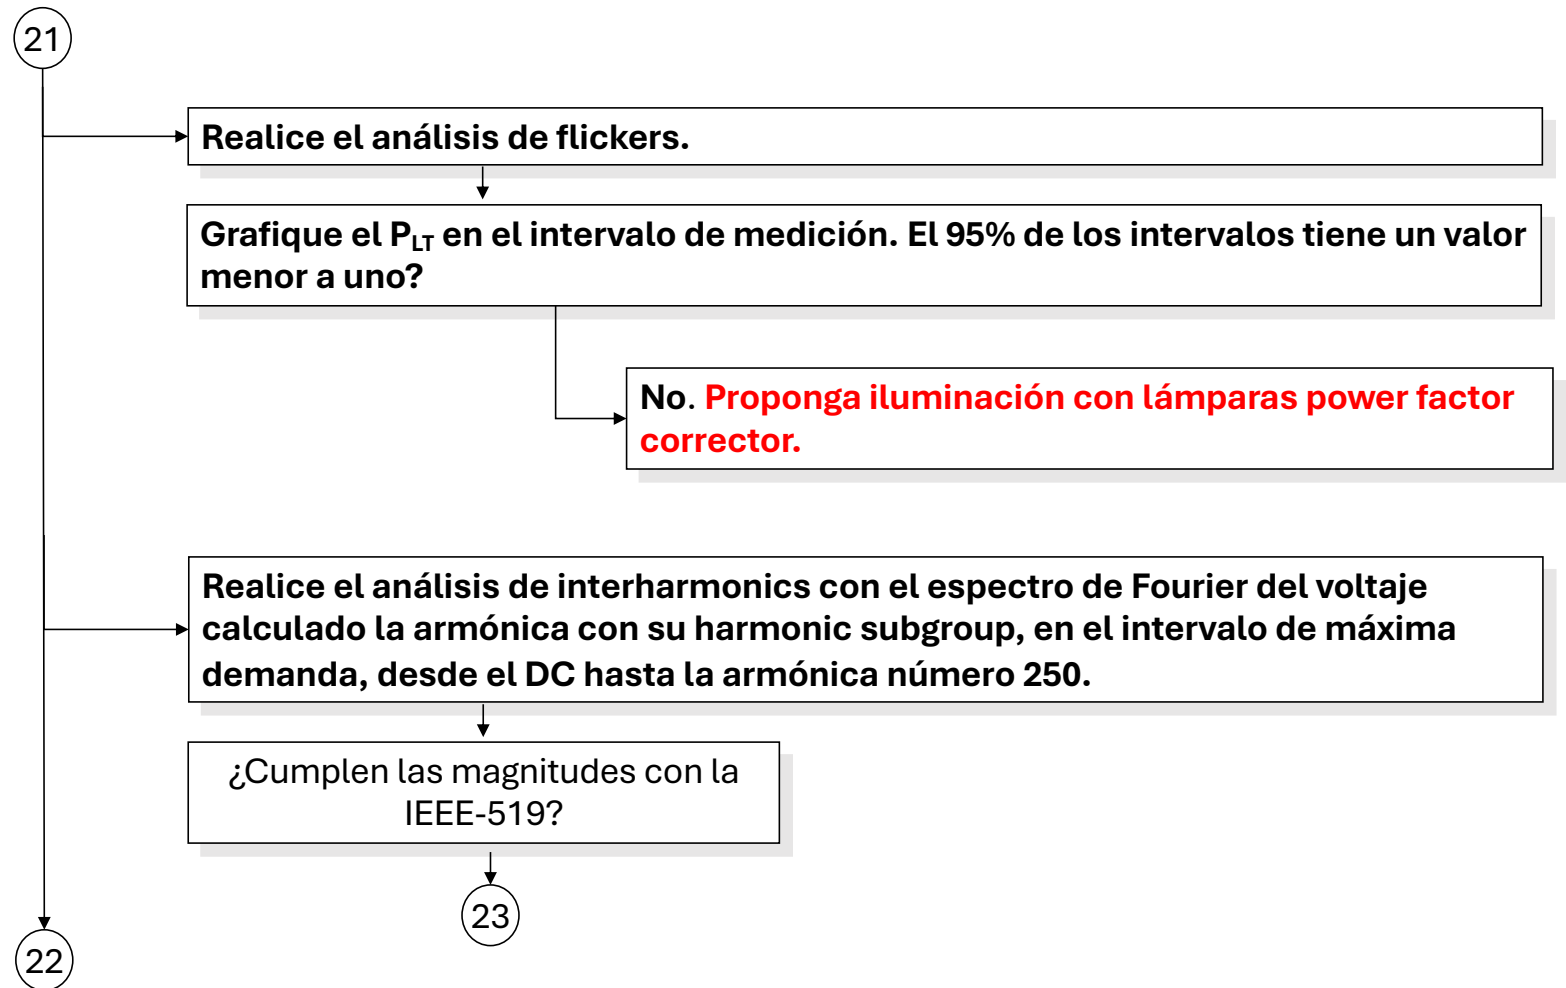 21
Realice el análisis de flickers.
Grafique el PLT en el intervalo de medición. El 95% de los intervalos tiene un valor
menor a uno?
No. Proponga iluminación con lámparas power factor
corrector.
Realice el análisis de interharmonics con el espectro de Fourier del voltaje
calculado la armónica con su harmonic subgroup, en el intervalo de máxima
demanda, desde el DC hasta la armónica número 250.
¿Cumplen las magnitudes con la
IEEE-519?
23
22